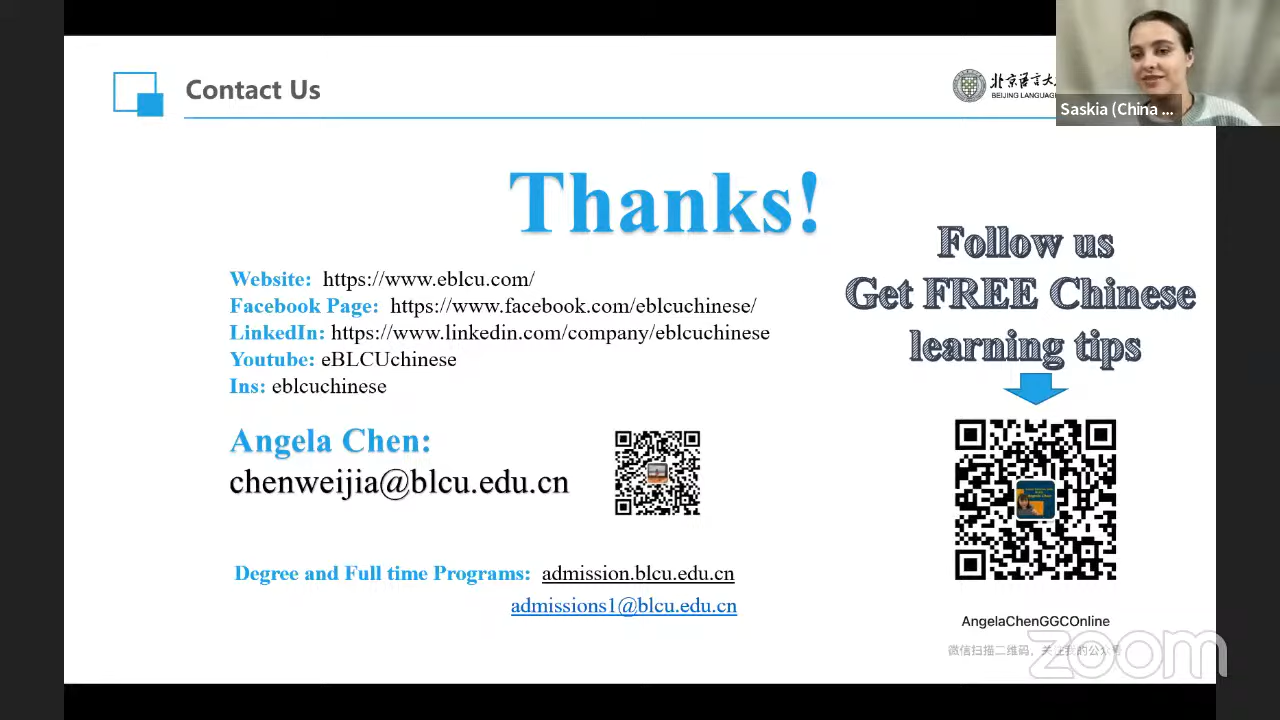 Contact Us
北京语言大
BEIJING LANGUAGE
Saskia (China ...
Thanks!
Website: https://www.eblcu.com/
Facebook Page: https://www.facebook.com/eblcuchinese/
LinkedIn: https://www.linkedin.com/company/eblcuchinese
Youtube: eBLCUchinese
Ins: eblcuchinese
Follow us
Get FREE Chinese
learning tips
Angela Chen:
chenweijia@blcu.edu.cn
Degree and Full time Programs: admission.blcu.edu.cn
admissions1@blcu.edu.cn
AngelaChenGGCOnline
微信扫描二维码，关注我的公众号
zoom